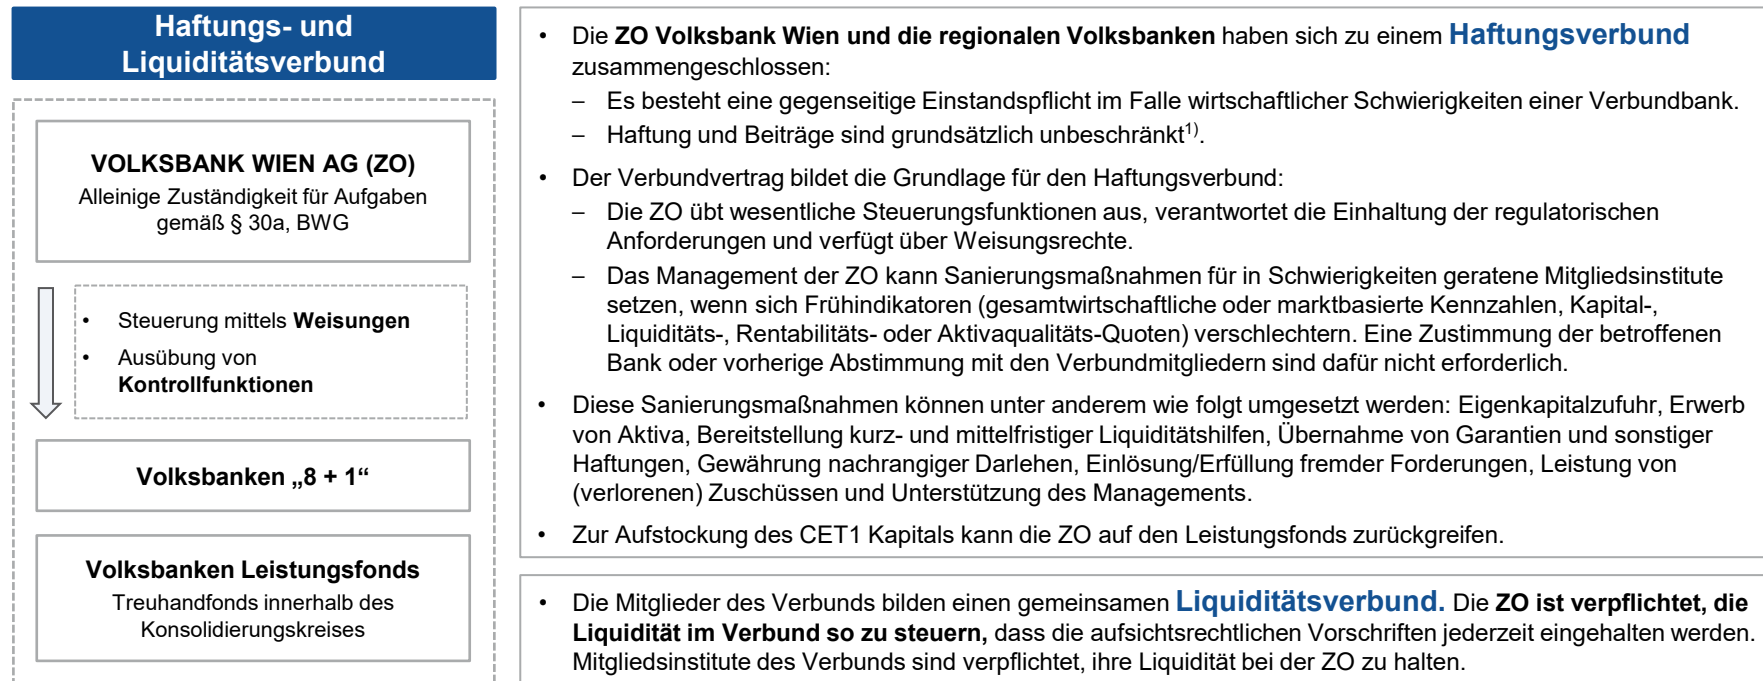 Haftungs- und
Liquiditätsverbund
VOLKSBANK WIEN AG (ZO)
Alleinige Zuständigkeit für Aufgaben
gemäß § 30a, BWG
• Steuerung mittels Weisungen
• Ausübung von
Kontrollfunktionen
Volksbanken „8 + 1“
Volksbanken Leistungsfonds
Treuhandfonds innerhalb des
Konsolidierungskreises
• Die ZO Volksbank Wien und die regionalen Volksbanken haben sich zu einem Haftungsverbund
zusammengeschlossen:
– Es besteht eine gegenseitige Einstandspflicht im Falle wirtschaftlicher Schwierigkeiten einer Verbundbank.
– Haftung und Beiträge sind grundsätzlich unbeschränkt1).
• Der Verbundvertrag bildet die Grundlage für den Haftungsverbund:
– Die ZO übt wesentliche Steuerungsfunktionen aus, verantwortet die Einhaltung der regulatorischen
Anforderungen und verfügt über Weisungsrechte.
– Das Management der ZO kann Sanierungsmaßnahmen für in Schwierigkeiten geratene Mitgliedsinstitute
setzen, wenn sich Frühindikatoren (gesamtwirtschaftliche oder marktbasierte Kennzahlen, Kapital-,
Liquiditäts-, Rentabilitäts- oder Aktivaqualitäts-Quoten) verschlechtern. Eine Zustimmung der betroffenen
Bank oder vorherige Abstimmung mit den Verbundmitgliedern sind dafür nicht erforderlich.
• Diese Sanierungsmaßnahmen können unter anderem wie folgt umgesetzt werden: Eigenkapitalzufuhr, Erwerb
von Aktiva, Bereitstellung kurz- und mittelfristiger Liquiditätshilfen, Übernahme von Garantien und sonstiger
Haftungen, Gewährung nachrangiger Darlehen, Einlösung/Erfüllung fremder Forderungen, Leistung von
(verlorenen) Zuschüssen und Unterstützung des Managements.
• Zur Aufstockung des CET1 Kapitals kann die ZO auf den Leistungsfonds zurückgreifen.
• Die Mitglieder des Verbunds bilden einen gemeinsamen Liquiditätsverbund. Die ZO ist verpflichtet, die
Liquidität im Verbund so zu steuern, dass die aufsichtsrechtlichen Vorschriften jederzeit eingehalten werden.
Mitgliedsinstitute des Verbunds sind verpflichtet, ihre Liquidität bei der ZO zu halten.